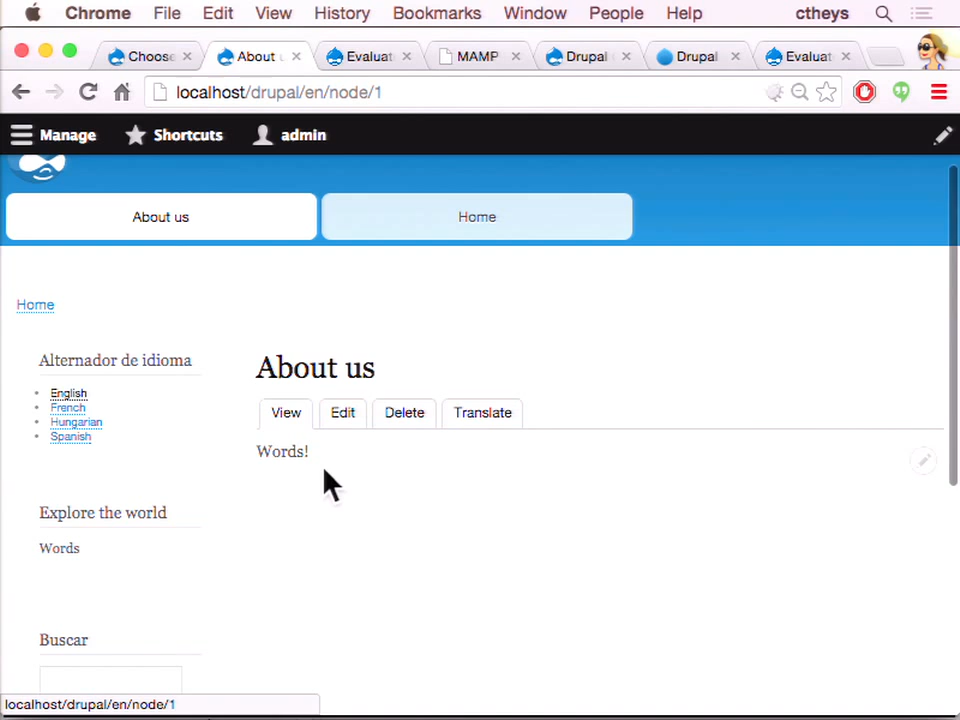 Chrome File Edit View History Bookmarks Window People Help ctheys
Choose About u Evaluat MAMP Drupal Drupal Evaluat
localhost/drupal/en/node/1
Manage Shortcuts admin
About us Home
Home
Alternador de idioma
English
French
Hungarian
Spanish
About us
View Edit Delete Translate
Words!
Explore the world
Words
Buscar
localhost/drupal/en/node/1